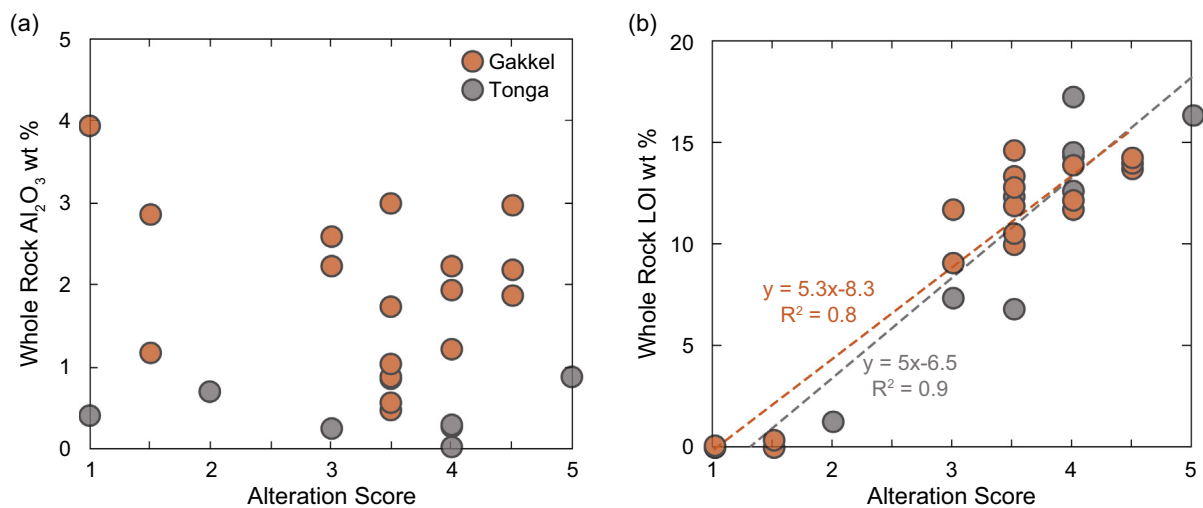 (a)
5
4
3
2
1
0
Whole Rock Al₂O₃ wt %
Gakkel
Tonga
1 2 3 4 5
Alteration Score
(b)
20
15
10
5
0
Whole Rock LOI wt %
y = 5.3x-8.3
R² = 0.8
y = 5x-6.5
R² = 0.9
1 2 3 4 5
Alteration Score